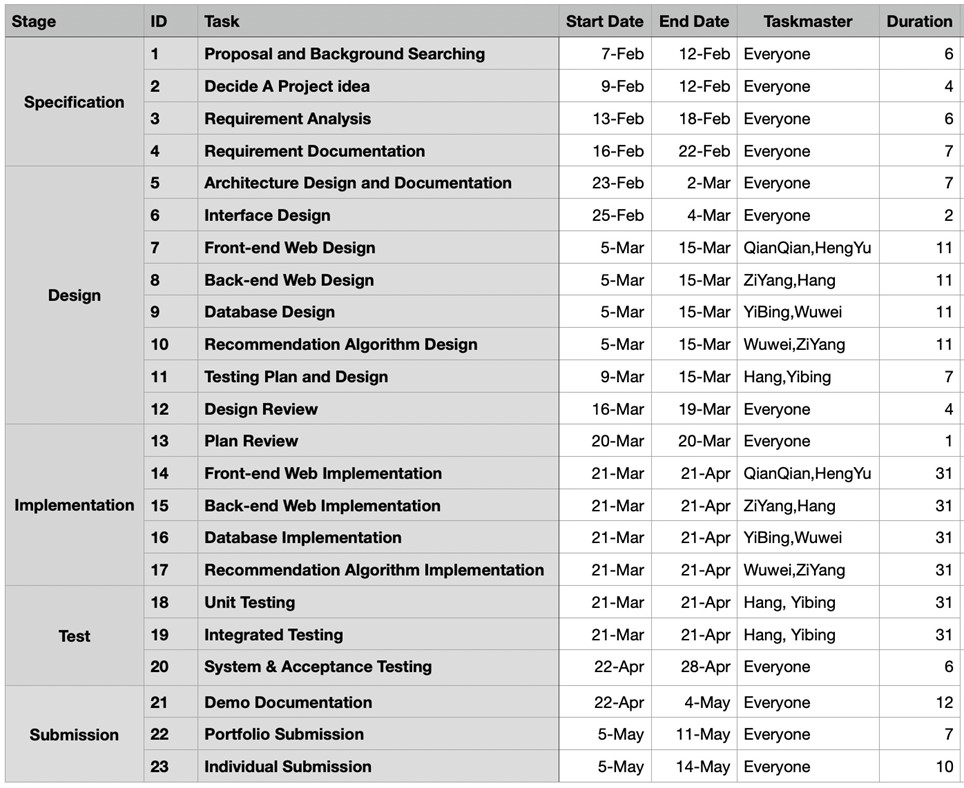 Stage ID Task Start Date End Date Taskmaster Duration
Specification
1 Proposal and Background Searching 7-Feb 12-Feb Everyone 6
2 Decide A Project idea 9-Feb 12-Feb Everyone 4
3 Requirement Analysis 13-Feb 18-Feb Everyone 6
4 Requirement Documentation 16-Feb 22-Feb Everyone 7
Design
5 Architecture Design and Documentation 23-Feb 2-Mar Everyone 7
6 Interface Design 25-Feb 4-Mar Everyone 2
7 Front-end Web Design 5-Mar 15-Mar QianQian,HengYu 11
8 Back-end Web Design 5-Mar 15-Mar ZiYang,Hang 11
9 Database Design 5-Mar 15-Mar YiBing,Wuwei 11
10 Recommendation Algorithm Design 5-Mar 15-Mar Wuwei,ZiYang 11
11 Testing Plan and Design 9-Mar 15-Mar Hang,Yibing 7
12 Design Review 16-Mar 19-Mar Everyone 4
Implementation
13 Plan Review 20-Mar 20-Mar Everyone 1
14 Front-end Web Implementation 21-Mar 21-Apr QianQian,HengYu 31
15 Back-end Web Implementation 21-Mar 21-Apr ZiYang,Hang 31
16 Database Implementation 21-Mar 21-Apr YiBing,Wuwei 31
17 Recommendation Algorithm Implementation 21-Mar 21-Apr Wuwei,ZiYang 31
Test
18 Unit Testing 21-Mar 21-Apr Hang, Yibing 31
19 Integrated Testing 21-Mar 21-Apr Hang, Yibing 31
20 System & Acceptance Testing 22-Apr 28-Apr Everyone 6
Submission
21 Demo Documentation 22-Apr 4-May Everyone 12
22 Portfolio Submission 5-May 11-May Everyone 7
23 Individual Submission 5-May 14-May Everyone 10